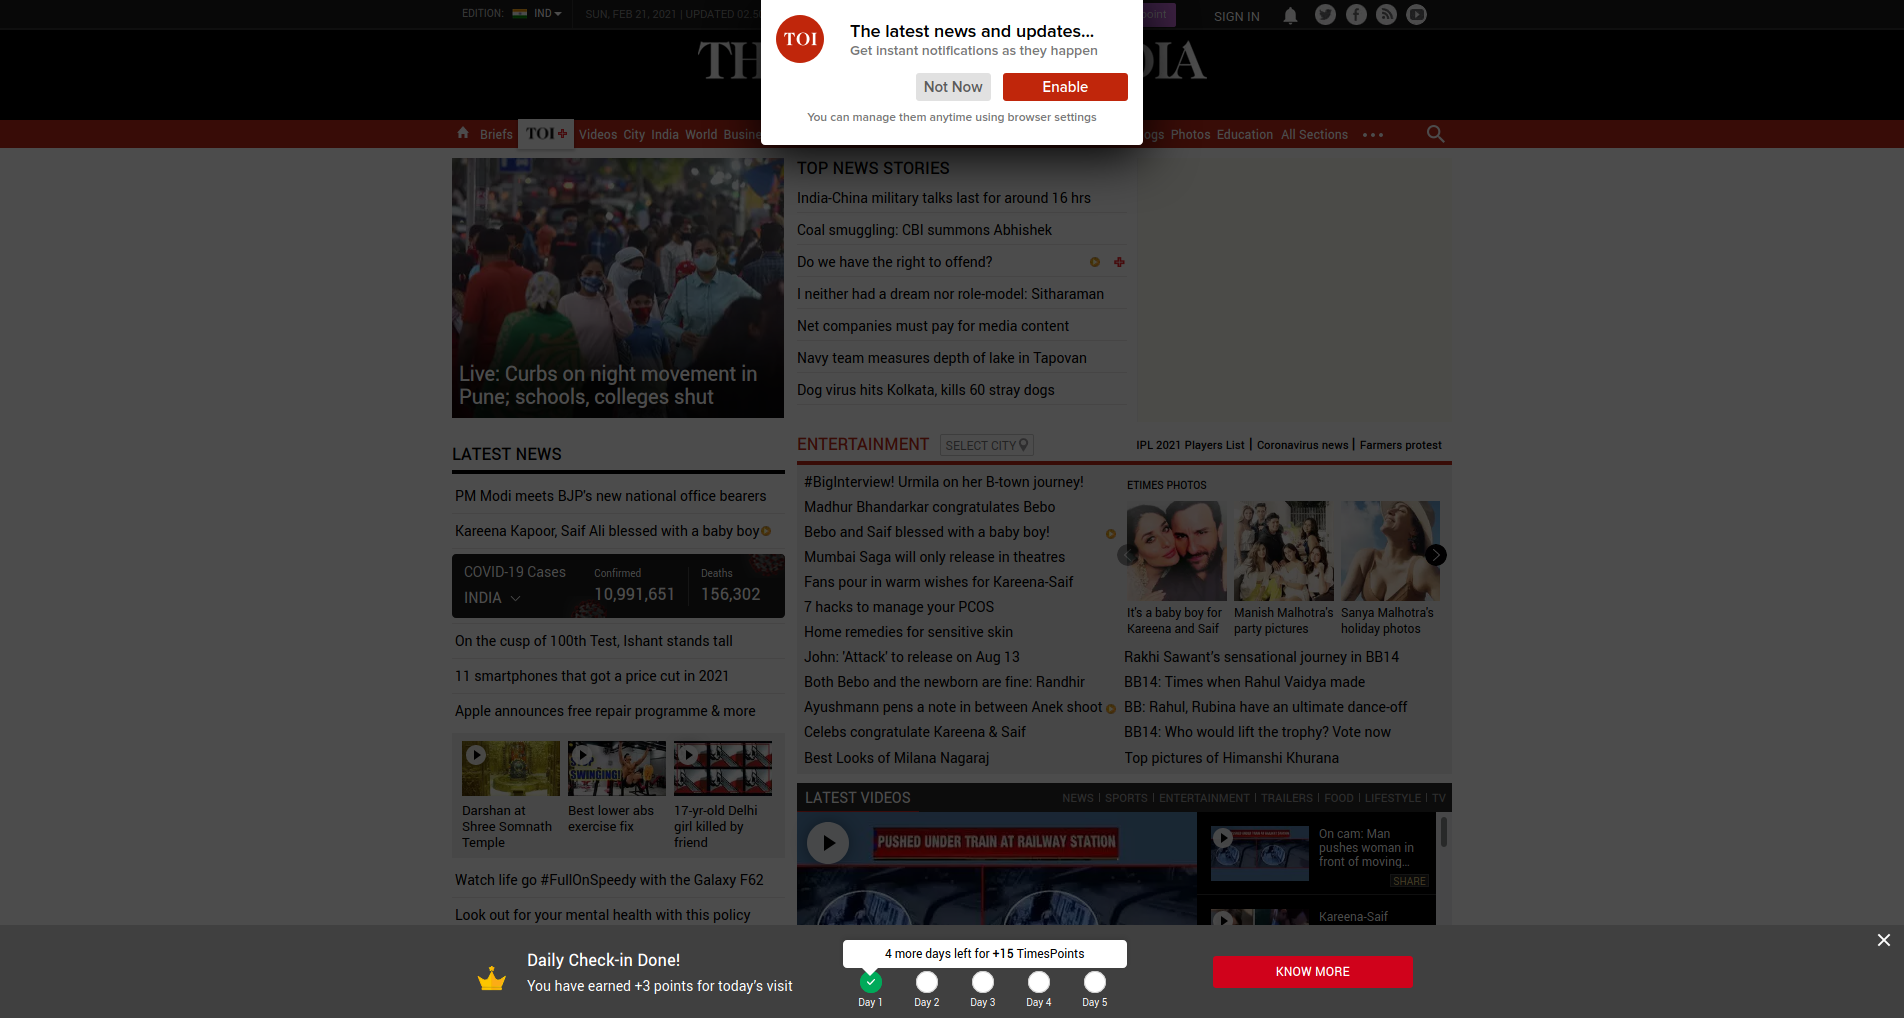 EDITION: IND
SUN, FEB 21, 2021 | UPDATED 02.5
point
SIGN IN
TOI
The latest news and updates...
Get instant notifications as they happen
Not Now
Enable
You can manage them anytime using browser settings
TH
DIA
Briefs TOI+ Videos City India World Busine
ogs Photos Education All Sections
Live: Curbs on night movement in
Pune; schools, colleges shut
TOP NEWS STORIES
India-China military talks last for around 16 hrs
Coal smuggling: CBI summons Abhishek
Do we have the right to offend?
I neither had a dream nor role-model: Sitharaman
Net companies must pay for media content
Navy team measures depth of lake in Tapovan
Dog virus hits Kolkata, kills 60 stray dogs
LATEST NEWS
PM Modi meets BJP's new national office bearers
Kareena Kapoor, Saif Ali blessed with a baby boy
COVID-19 Cases
INDIA
Confirmed
10,991,651
Deaths
156,302
On the cusp of 100th Test, Ishant stands tall
11 smartphones that got a price cut in 2021
Apple announces free repair programme & more
SWINGING!
Darshan at
Shree Somnath
Temple
Best lower abs
exercise fix
17-yr-old Delhi
girl killed by
friend
Watch life go #FullOnSpeedy with the Galaxy F62
Look out for your mental health with this policy
ENTERTAINMENT
SELECT CITY
IPL 2021 Players List | Coronavirus news | Farmers protest
#BigInterview! Urmila on her B-town journey!
Madhur Bhandarkar congratulates Bebo
Bebo and Saif blessed with a baby boy!
Mumbai Saga will only release in theatres
Fans pour in warm wishes for Kareena-Saif
7 hacks to manage your PCOS
Home remedies for sensitive skin
John: 'Attack' to release on Aug 13
Both Bebo and the newborn are fine: Randhir
Ayushmann pens a note in between Anek shoot
Celebs congratulate Kareena & Saif
Best Looks of Milana Nagaraj
ETIMES PHOTOS
It's a baby boy for
Kareena and Saif
Manish Malhotra's
party pictures
Sanya Malhotra's
holiday photos
Rakhi Sawant's sensational journey in BB14
BB14: Times when Rahul Vaidya made
BB: Rahul, Rubina have an ultimate dance-off
BB14: Who would lift the trophy? Vote now
Top pictures of Himanshi Khurana
LATEST VIDEOS
NEWS | SPORTS | ENTERTAINMENT | TRAILERS | FOOD | LIFESTYLE | TV
PUSHED UNDER TRAIN AT RAILWAY STATION
On cam: Man
pushes woman in
front of moving...
SHARE
Kareena-Saif
Daily Check-in Done!
You have earned +3 points for today's visit
4 more days left for +15 TimesPoints
Day 1
Day 2
Day 3
Day 4
Day 5
KNOW MORE